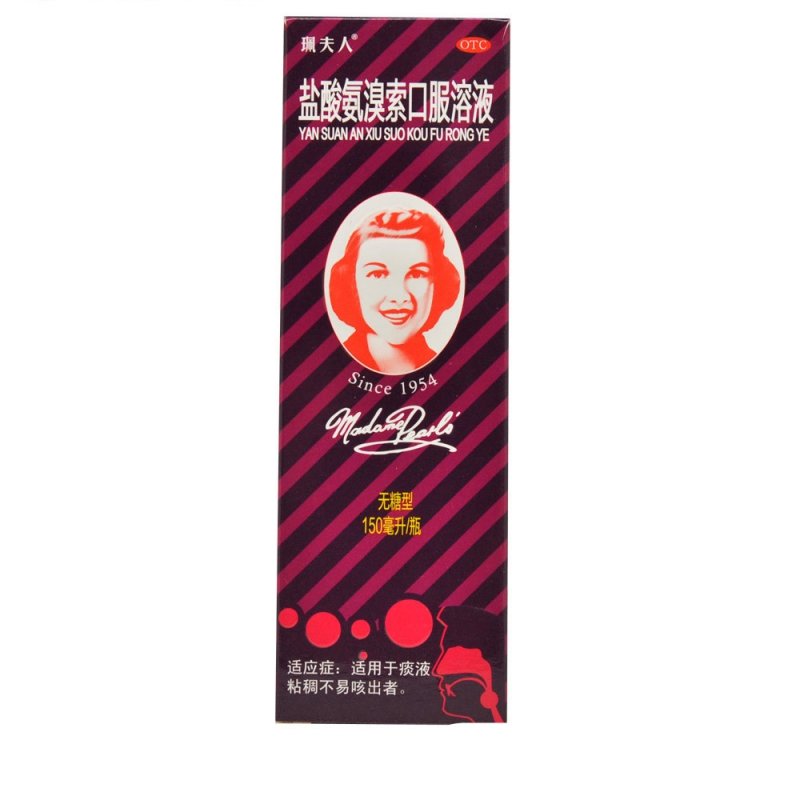 珮夫人®
OTC
盐酸氨溴索口服溶液
YAN SUAN AN XIU SUO KOU FU RONG YE
Since 1954
Madame Pearl's
无糖型
150毫升/瓶
适应症：适用于痰液
粘稠不易咳出者。